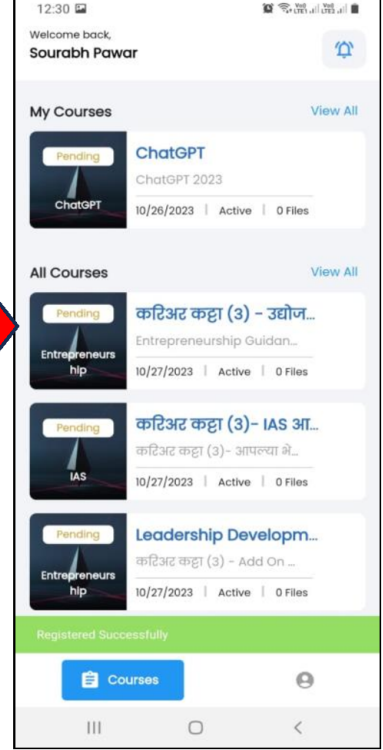 12:30
Welcome back,
Sourabh Pawar
My Courses View All
Pending
ChatGPT
ChatGPT
ChatGPT 2023
10/26/2023 | Active | 0 Files
All Courses View All
Pending
Entrepreneurs
hip
करिअर कट्टा (3) - उद्योज...
Entrepreneurship Guidan...
10/27/2023 | Active | 0 Files
Pending
IAS
करिअर कट्टा (3)- IAS आ...
करिअर कट्टा (3)- आपल्या भे...
10/27/2023 | Active | 0 Files
Pending
Entrepreneurs
hip
Leadership Developm...
करिअर कट्टा (3) - Add On ...
10/27/2023 | Active | 0 Files
Registered Successfully
Courses